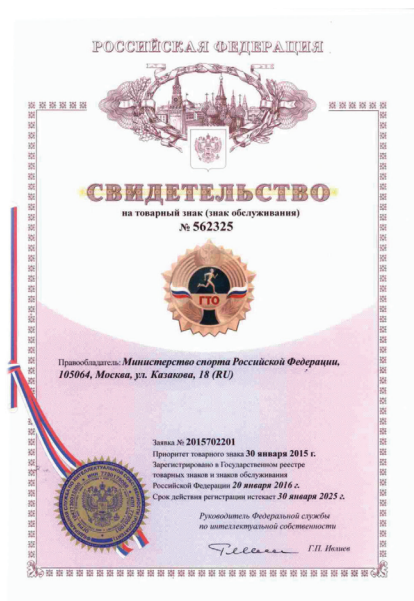 РОССИЙСКАЯ ФЕДЕРАЦИЯ
СВИДЕТЕЛЬСТВО
на товарный знак (знак обслуживания)
№ 562325
ГТО
Правообладатель: Министерство спорта Российской Федерации,
105064, Москва, ул. Казакова, 18 (RU)
Заявка № 2015702201
Приоритет товарного знака 30 января 2015 г.
Зарегистрировано в Государственном реестре
товарных знаков и знаков обслуживания
Российской Федерации 20 января 2016 г.
Срок действия регистрации истекает 30 января 2025 г.
Руководитель Федеральной службы
по интеллектуальной собственности
Г.П. Ивлиев